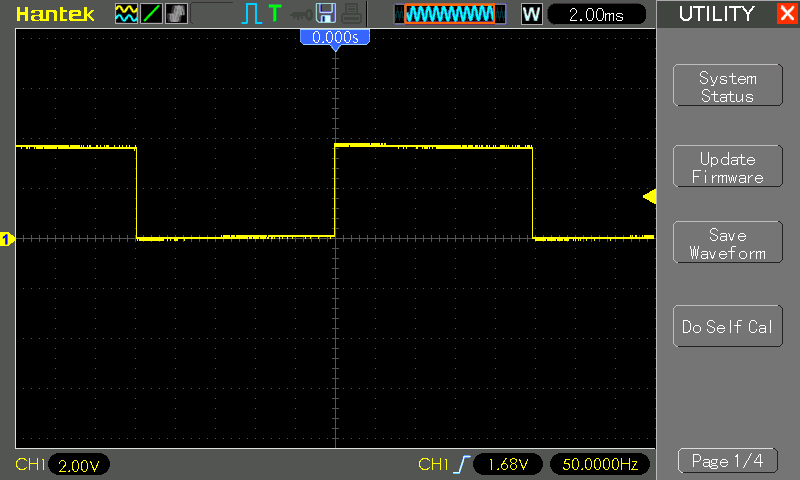 Hantek
T
W
2.00ms
UTILITY
0.000s
System
Status
Update
Firmware
1
Save
Waveform
Do Self Cal
CH1 2.00V
CH1 1.68V 50.0000Hz
Page 1/4